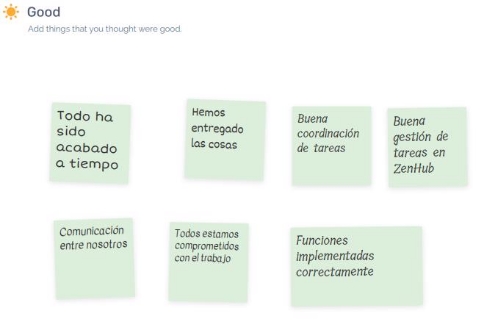 Good
Add things that you thought were good.
Todo ha
sido
acabado
a tiempo
Hemos
entregado
las cosas
Buena
coordinación
de tareas
Buena
gestión de
tareas en
ZenHub
Comunicación
entre nosotros
Todos estamos
comprometidos
con el trabajo
Funciones
implementadas
correctamente